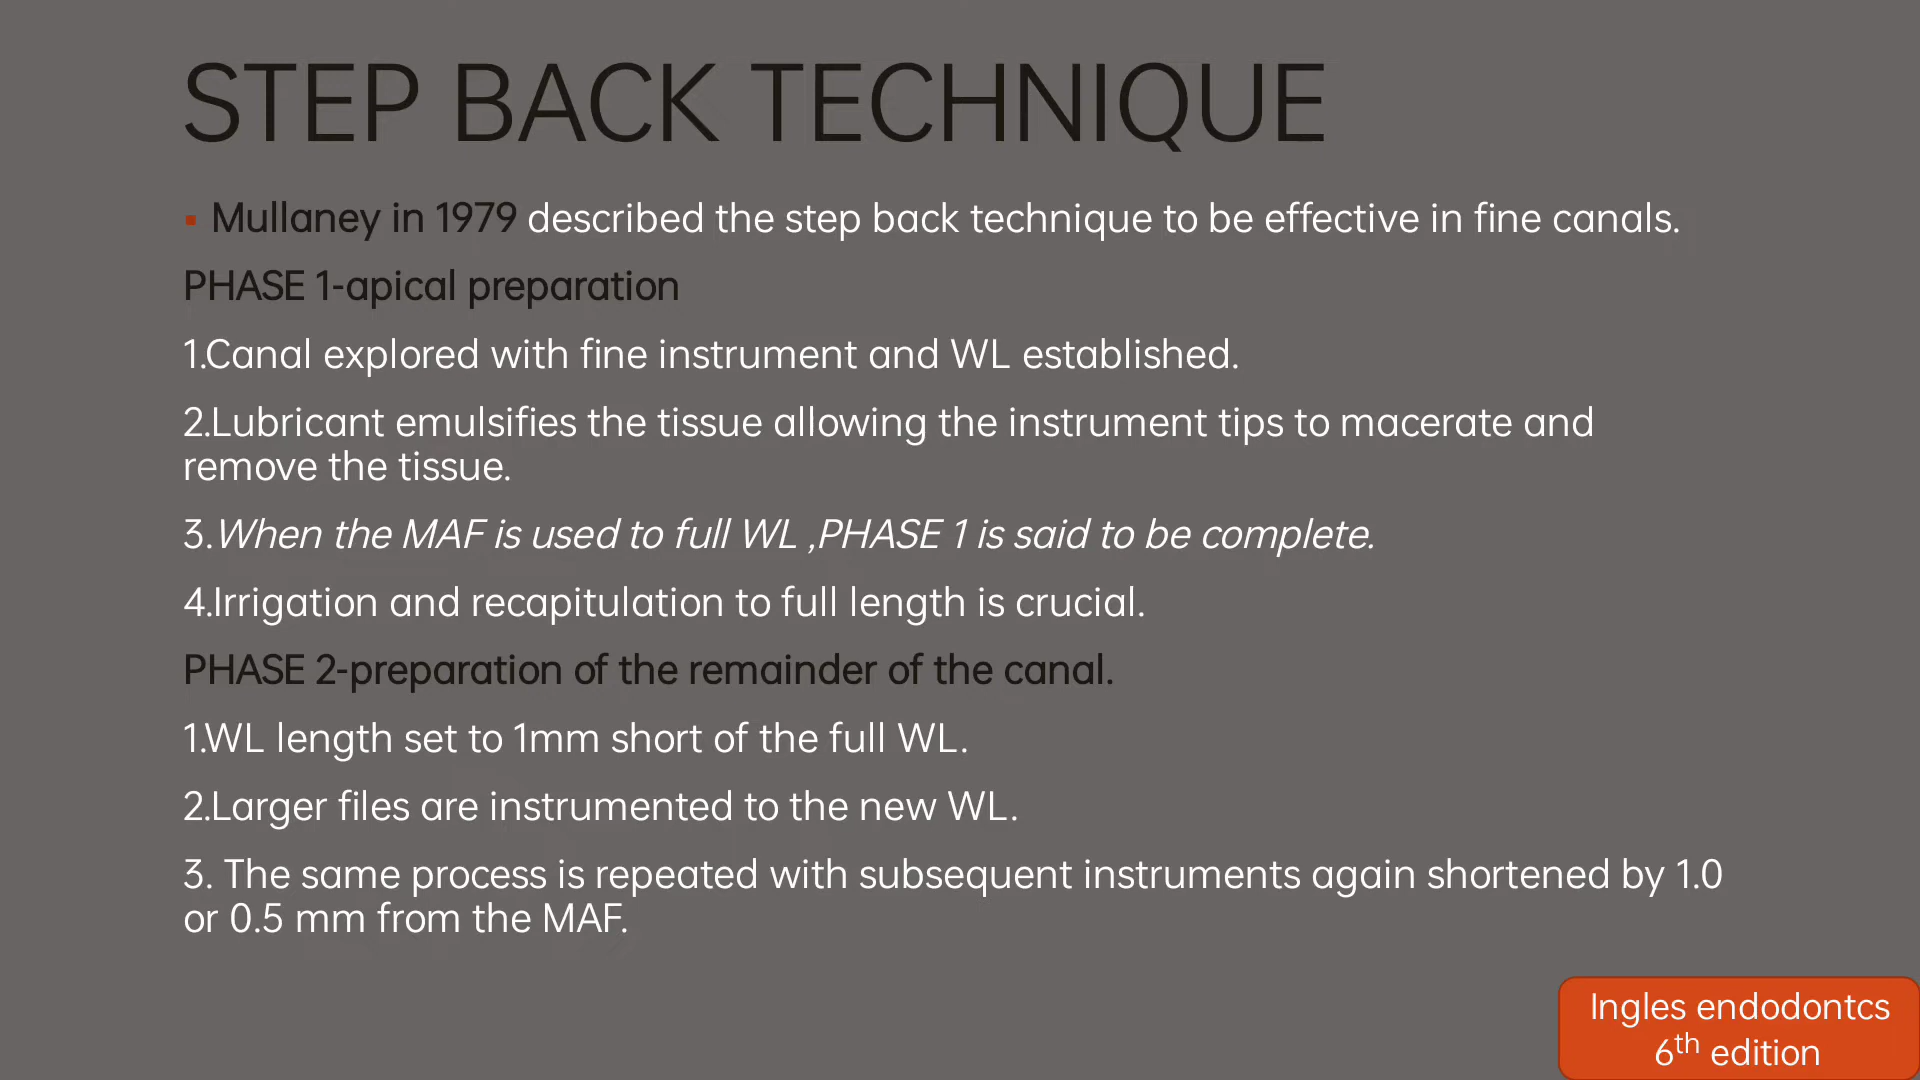 STEP BACK TECHNIQUE
▪ Mullaney in 1979 described the step back technique to be effective in fine canals.
PHASE 1-apical preparation
1.Canal explored with fine instrument and WL established.
2.Lubricant emulsifies the tissue allowing the instrument tips to macerate and
remove the tissue.
3.When the MAF is used to full WL ,PHASE 1 is said to be complete.
4.Irrigation and recapitulation to full length is crucial.
PHASE 2-preparation of the remainder of the canal.
1.WL length set to 1mm short of the full WL.
2.Larger files are instrumented to the new WL.
3. The same process is repeated with subsequent instruments again shortened by 1.0
or 0.5 mm from the MAF.
Ingles endodontcs
6th edition